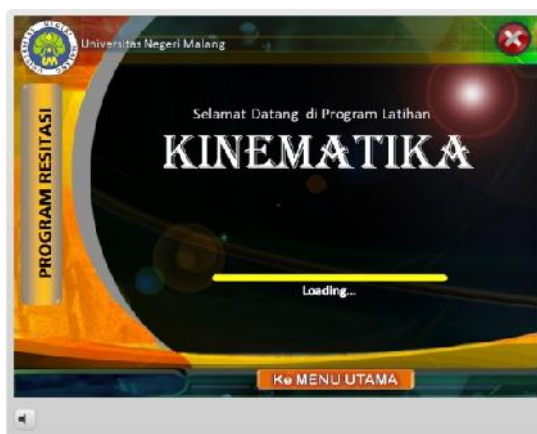 Universitas Negeri Malang
PROGRAM RESITASI
Selamat Datang di Program Latihan
KINEMATIKA
Loading...
Ke MENU UTAMA